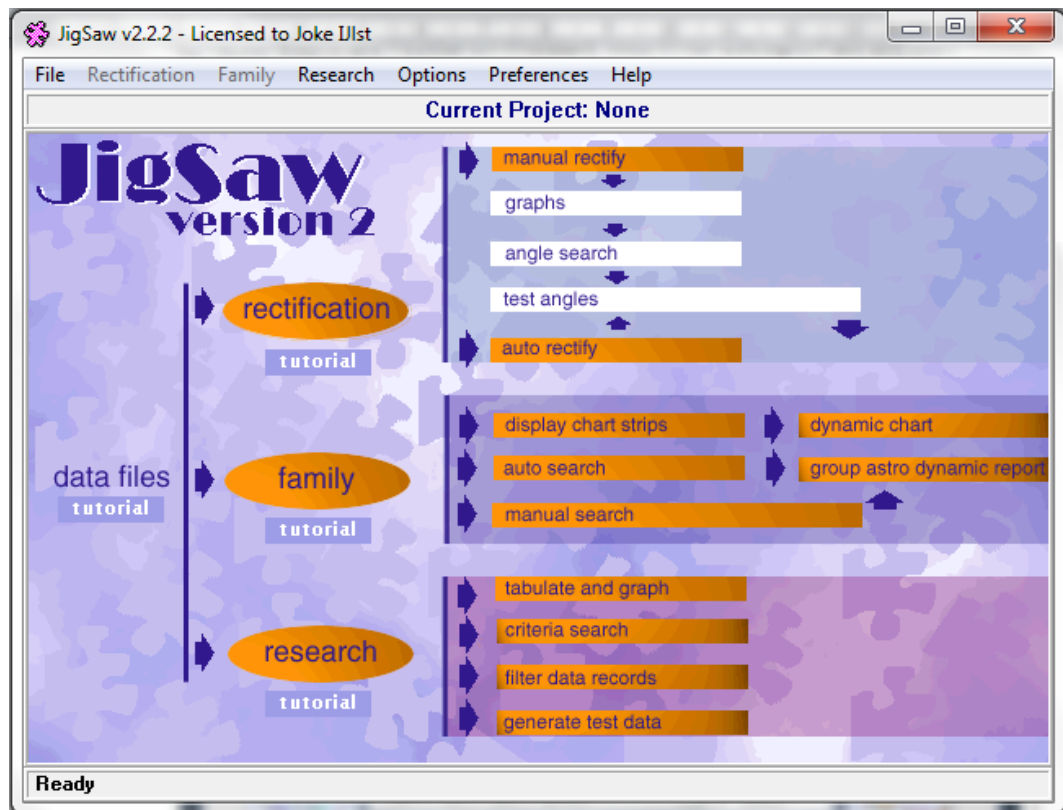 JigSaw v2.2.2 - Licensed to Joke IJlst
File Rectification Family Research Options Preferences Help
Current Project: None
JigSaw
version 2
manual rectify
graphs
angle search
test angles
auto rectify
rectification
tutorial
display chart strips
dynamic chart
auto search
group astro dynamic report
manual search
data files
tutorial
family
tutorial
tabulate and graph
criteria search
filter data records
generate test data
research
tutorial
Ready